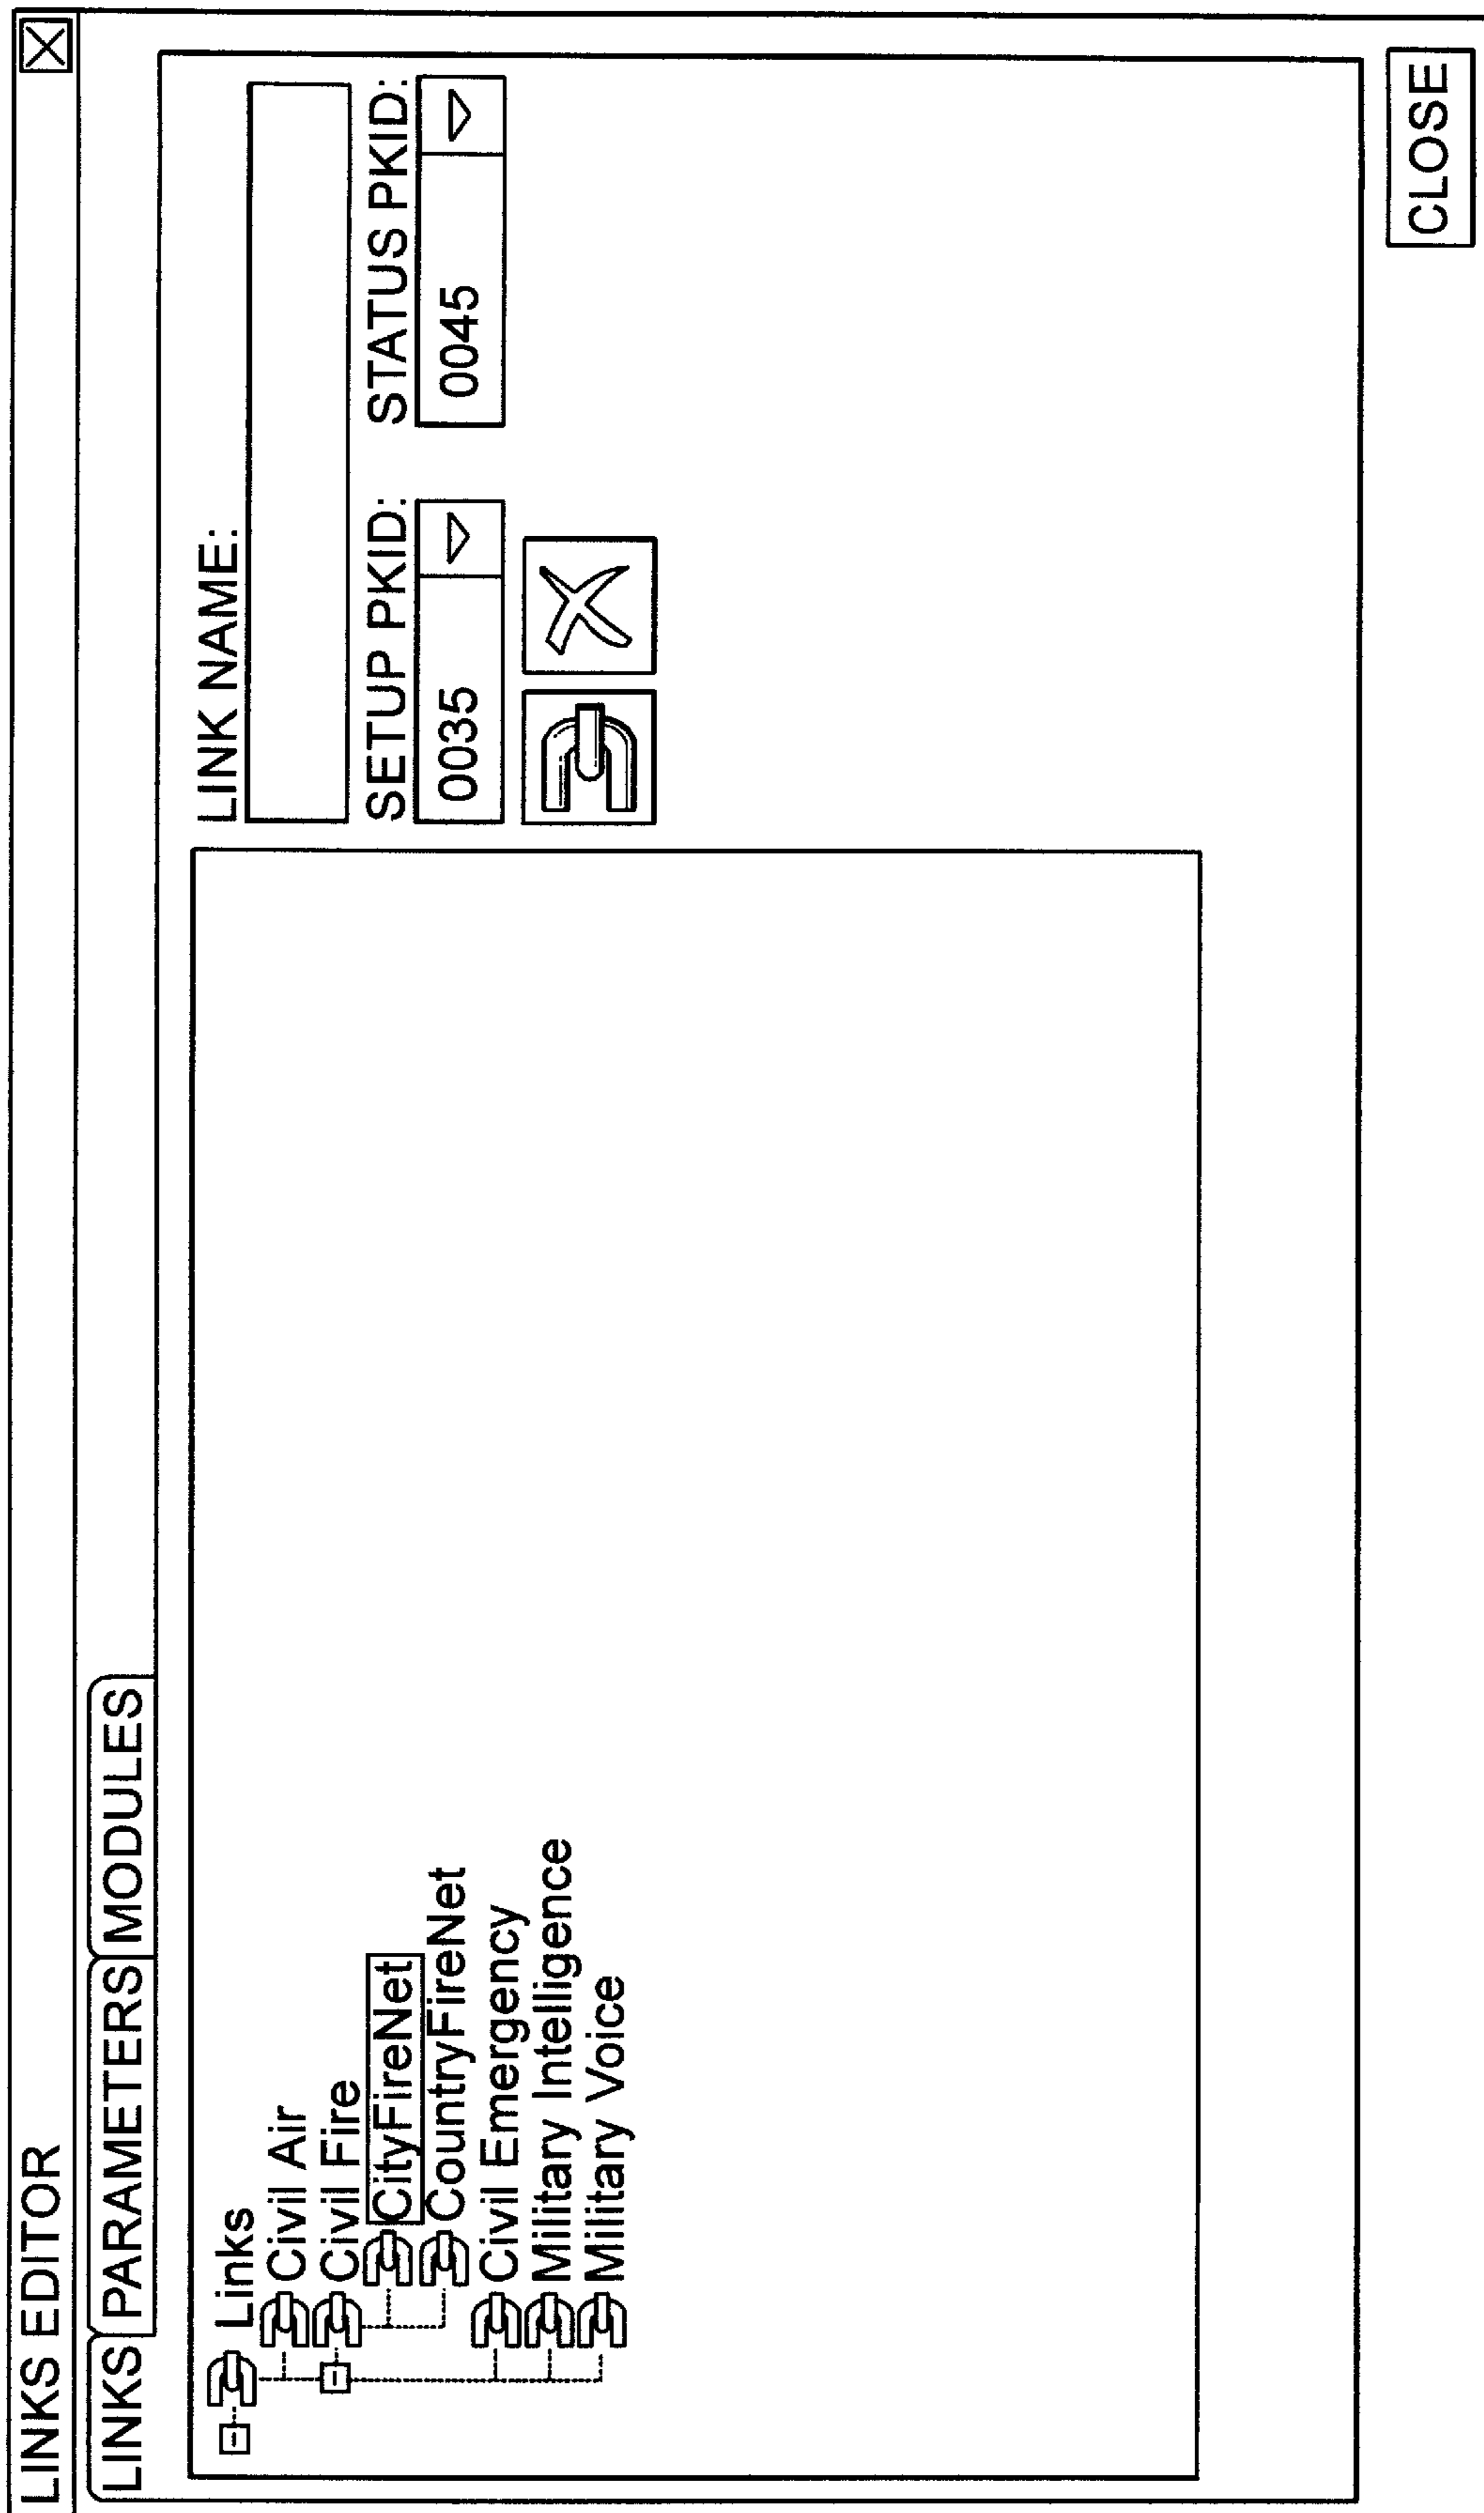 LINKS EDITOR
LINKS PARAMETERS MODULES
Links
Civil Air
Civil Fire
CityFireNet
CountryFireNet
Civil Emergency
Military Intelligence
Military Voice
LINK NAME:
SETUP PKID: STATUS PKID:
0035 0045
CLOSE